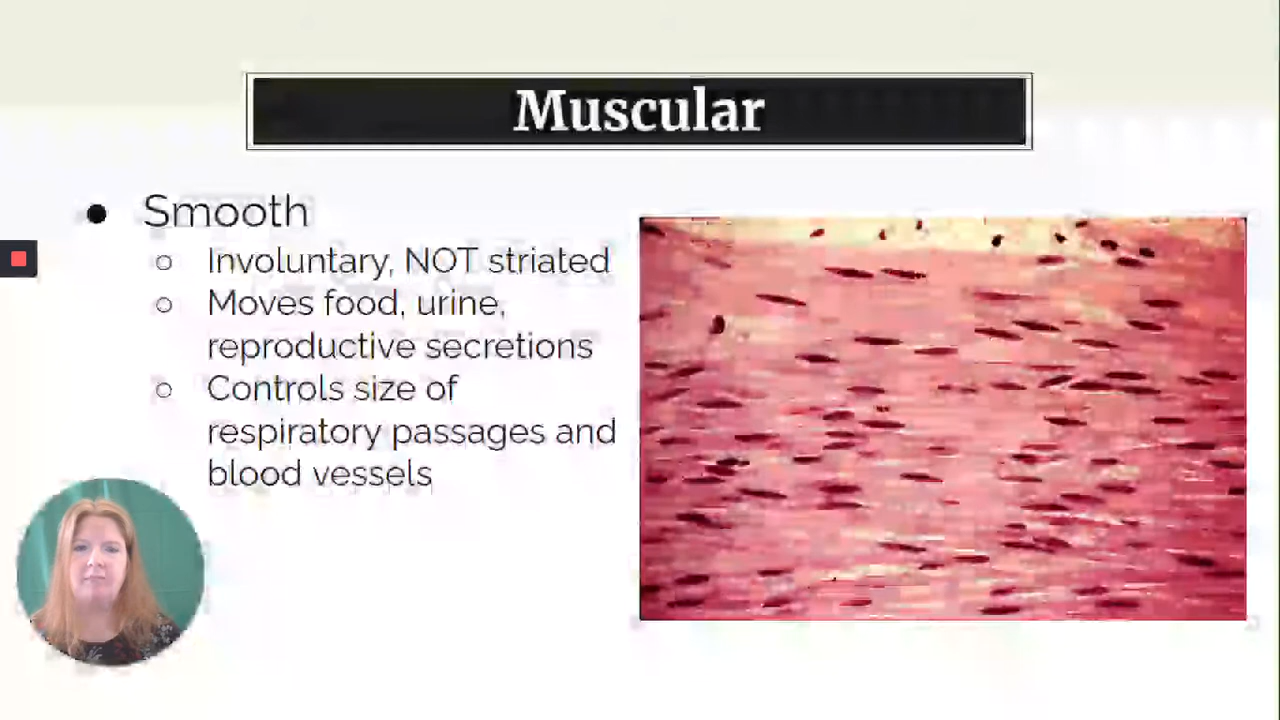 Muscular
Smooth
Involuntary, NOT striated
Moves food, urine,
reproductive secretions
Controls size of
respiratory passages and
blood vessels